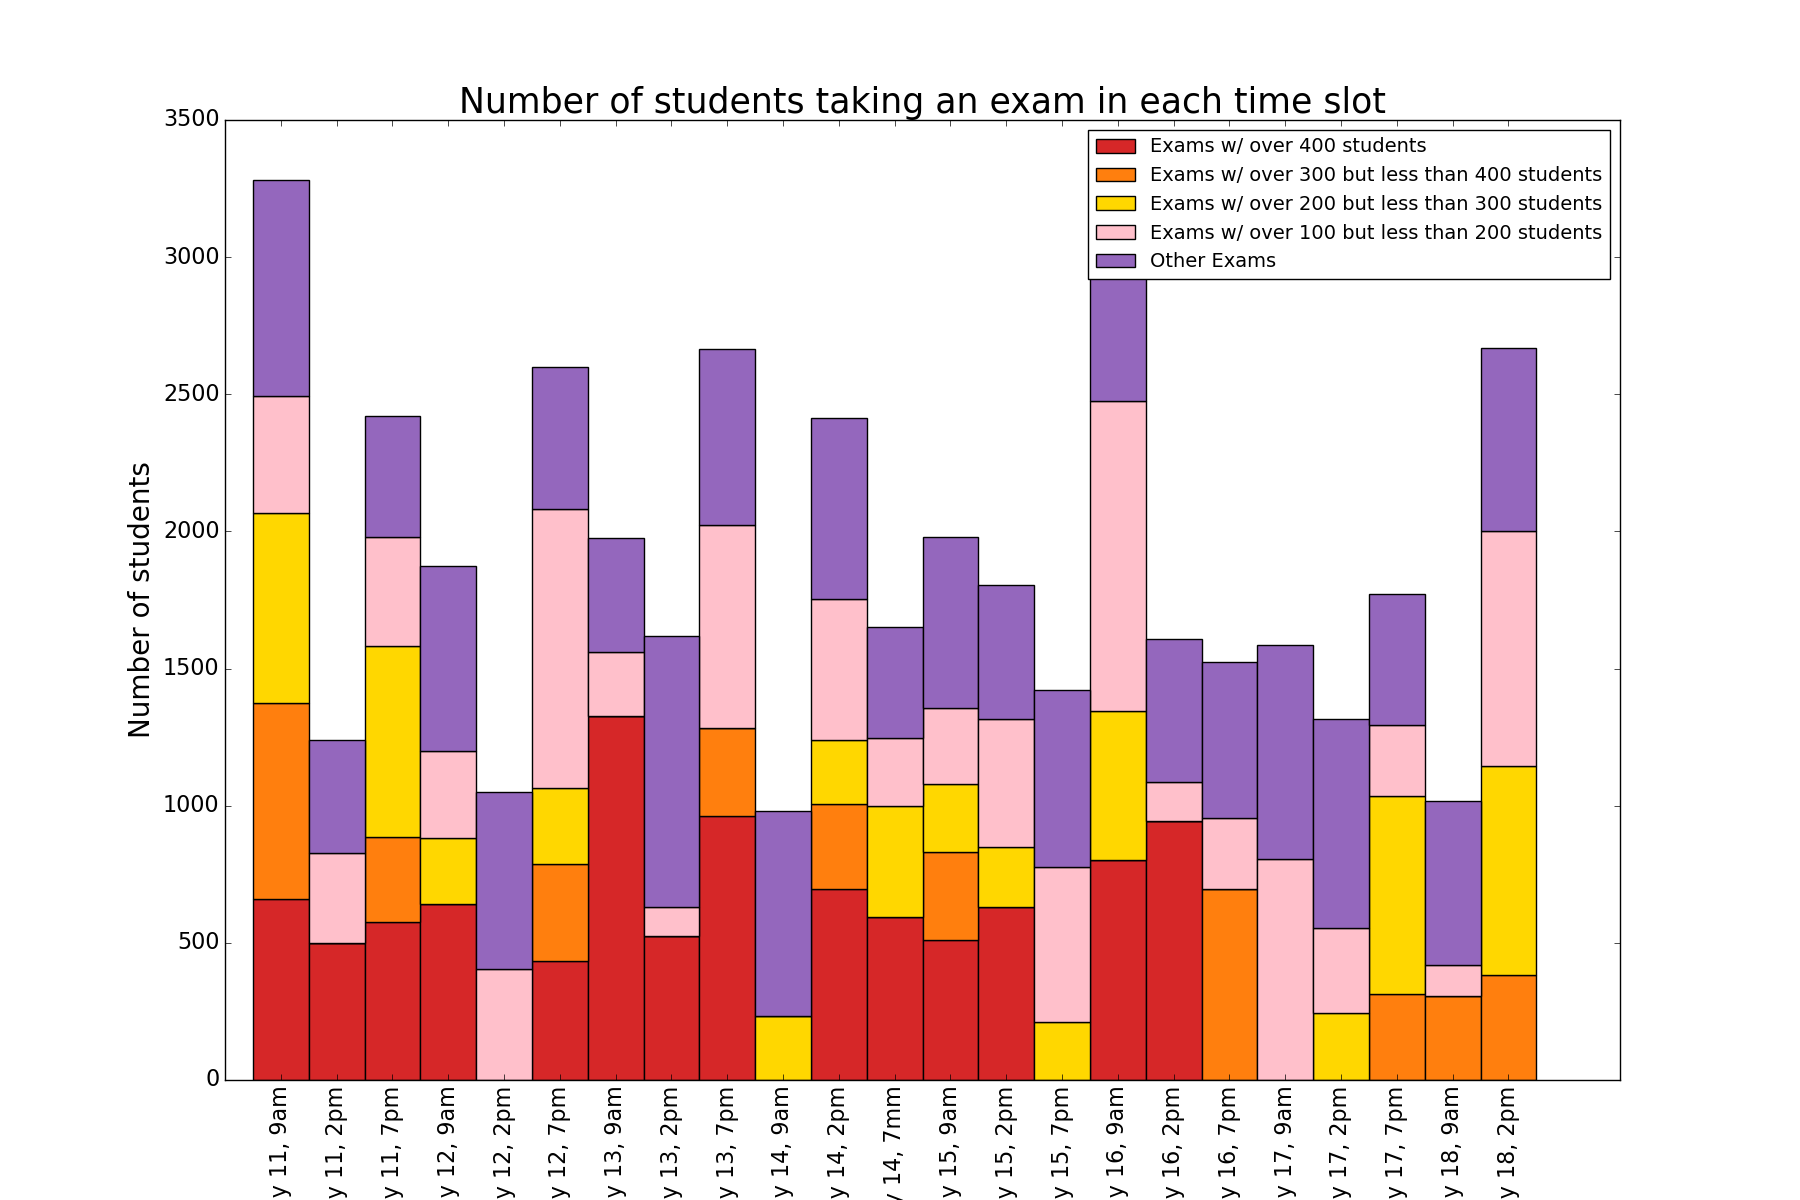 Number of students taking an exam in each time slot
Exams w/ over 400 students
Exams w/ over 300 but less than 400 students
Exams w/ over 200 but less than 300 students
Exams w/ over 100 but less than 200 students
Other Exams
Number of students
3500
3000
2500
2000
1500
1000
500
0
y 11, 9am
y 11, 2pm
y 11, 7pm
y 12, 9am
y 12, 2pm
y 12, 7pm
y 13, 9am
y 13, 2pm
y 13, 7pm
y 14, 9am
y 14, 2pm
y 14, 7mm
y 15, 9am
y 15, 2pm
y 15, 7pm
y 16, 9am
y 16, 2pm
y 16, 7pm
y 17, 9am
y 17, 2pm
y 17, 7pm
y 18, 9am
y 18, 2pm